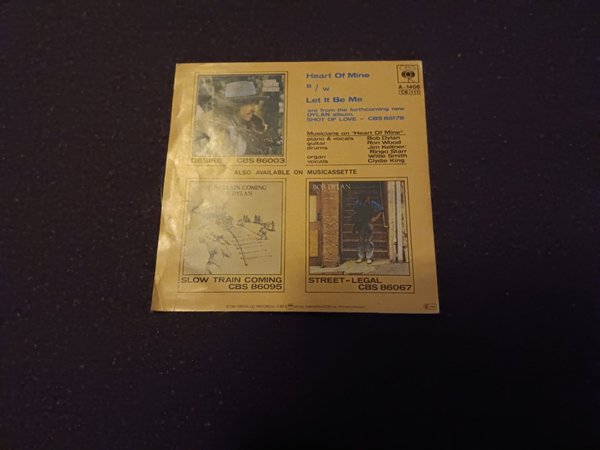 Heart Of Mine
B/W
Let It Be Me
are from the forthcoming new
DYLAN album
SHOT OF LOVE - CBS 85178
CBS
A-1406
CB 111
Musicians on "Heart Of Mine"
piano & vocals Bob Dylan
guitar Ron Wood
drums Jim Keltner
Ringo Starr
organ Willie Smith
vocals Clydie King
DESIRE CBS 86003
ALSO AVAILABLE ON MUSICASSETTE
TRAIN COMING
DYLAN
SLOW TRAIN COMING
CBS 86095
BOB DYLAN
STREET-LEGAL
CBS 86067